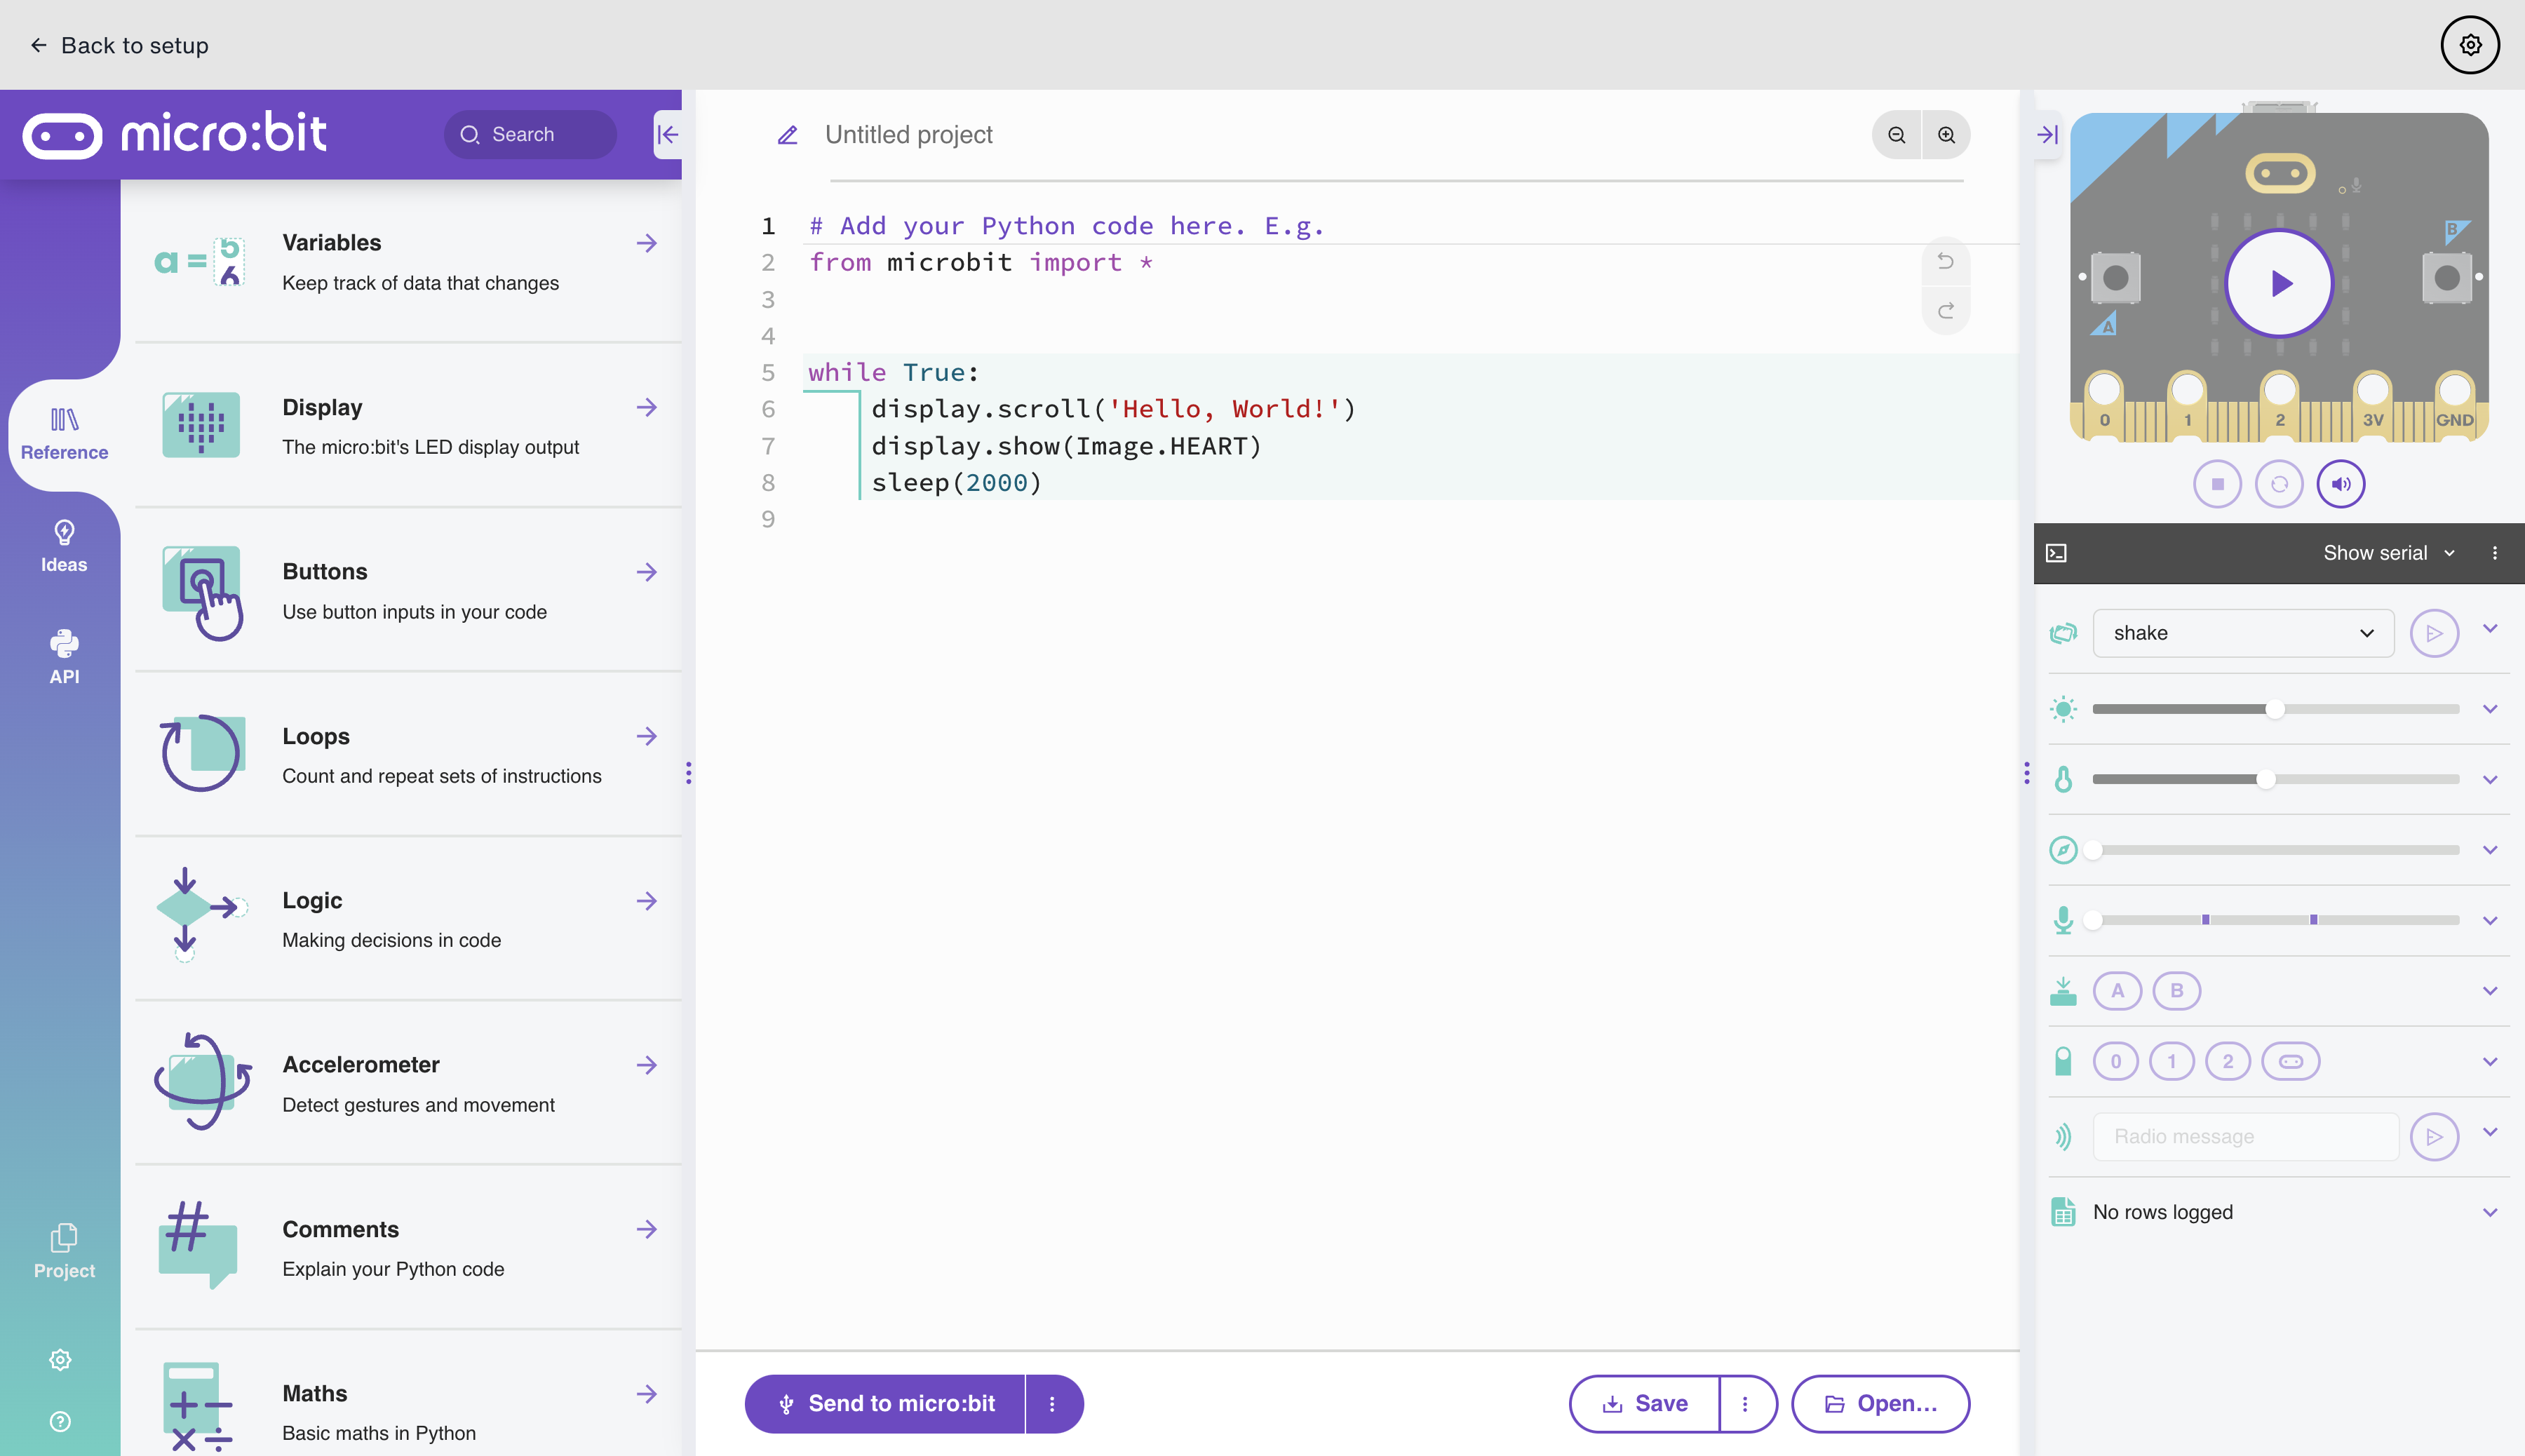 Back to setup
micro:bit
Search
Reference
Ideas
API
Project
a = 5
6
Variables
Keep track of data that changes
Display
The micro:bit's LED display output
Buttons
Use button inputs in your code
Loops
Count and repeat sets of instructions
Logic
Making decisions in code
Accelerometer
Detect gestures and movement
#
Comments
Explain your Python code
Maths
Basic maths in Python
Untitled project
1 # Add your Python code here. E.g.
2 from microbit import *
3
4
5 while True:
6 display.scroll('Hello, World!')
7 display.show(Image.HEART)
8 sleep(2000)
9
Send to micro:bit
Save
Open...
B
A
0 1 2 3V GND
Show serial
shake
A B
0 1 2
Radio message
No rows logged